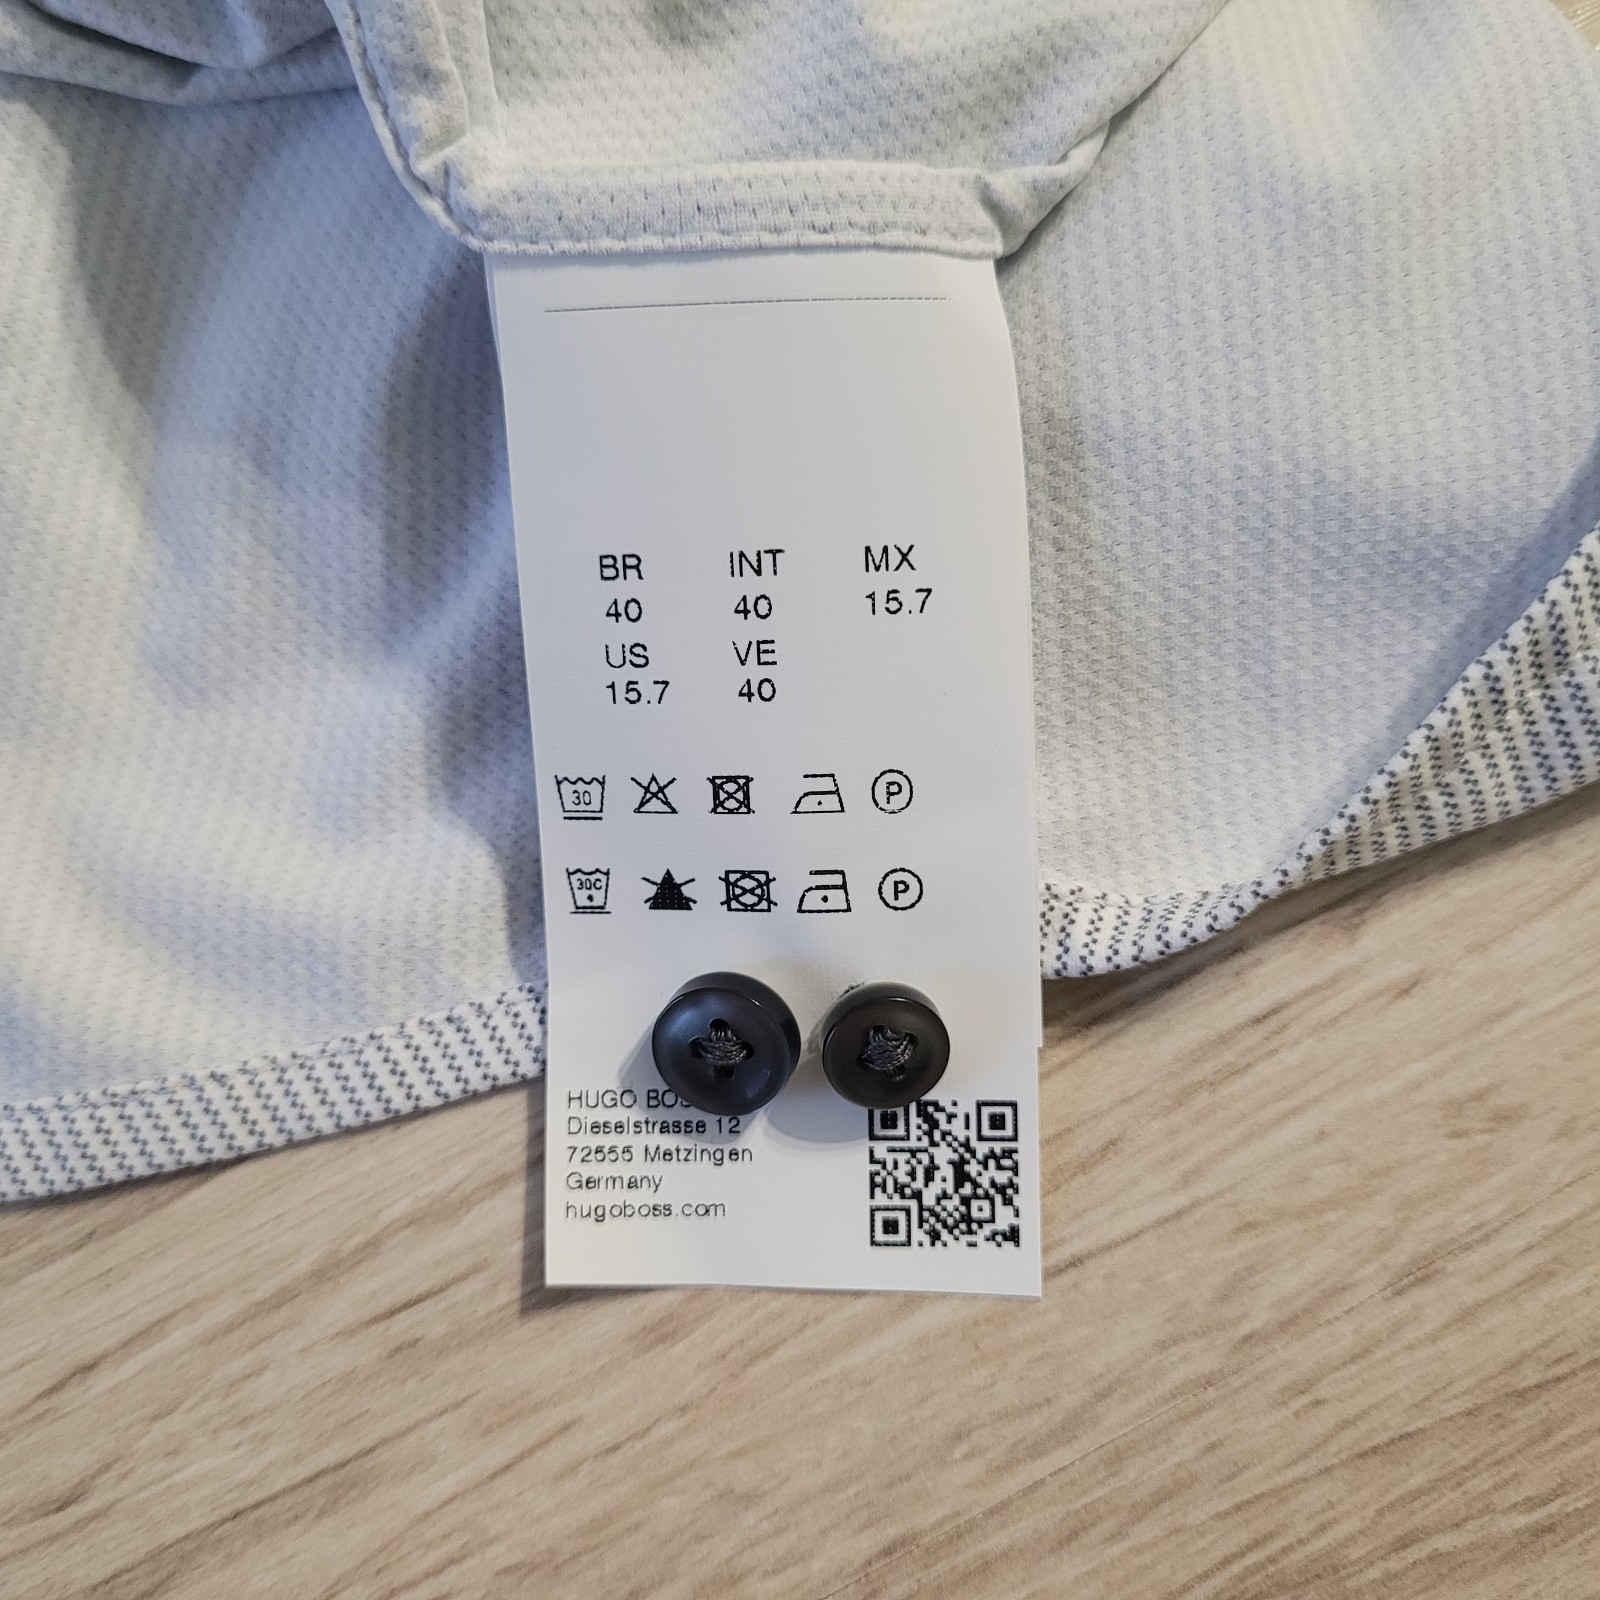 BR INT MX
40 40 15.7
US VE
15.7 40
30 P
30C P
HUGO
Dieselstrasse 12
72555 Metzingen
Germany
hugoboss.com